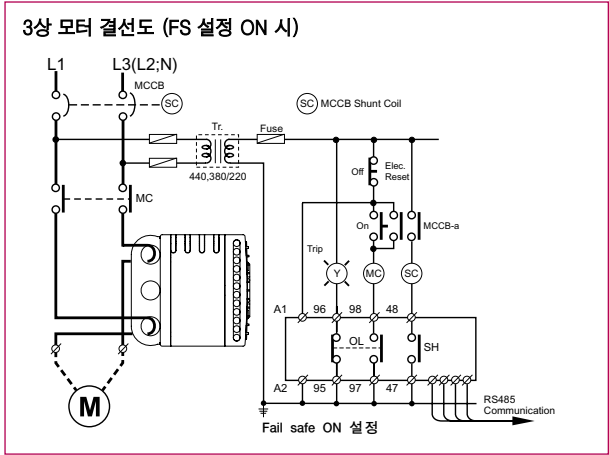 3상 모터 결선도 (FS 설정 ON 시)
L1 L3(L2;N)
MCCB
SC
SC MCCB Shunt Coil
Tr. Fuse
440,380/220
Off Elec. Reset
MC
On MCCB-a
Trip
Y MC SC
A1 96 98 48
OL SH
A2 95 97 47
M
RS485
Communication
Fail safe ON 설정